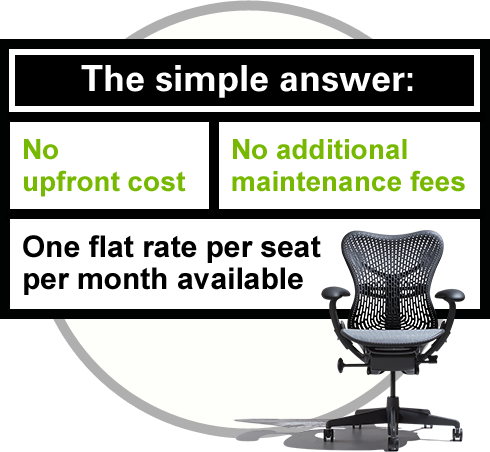 The simple answer:
No
upfront cost
No additional
maintenance fees
One flat rate per seat
per month available